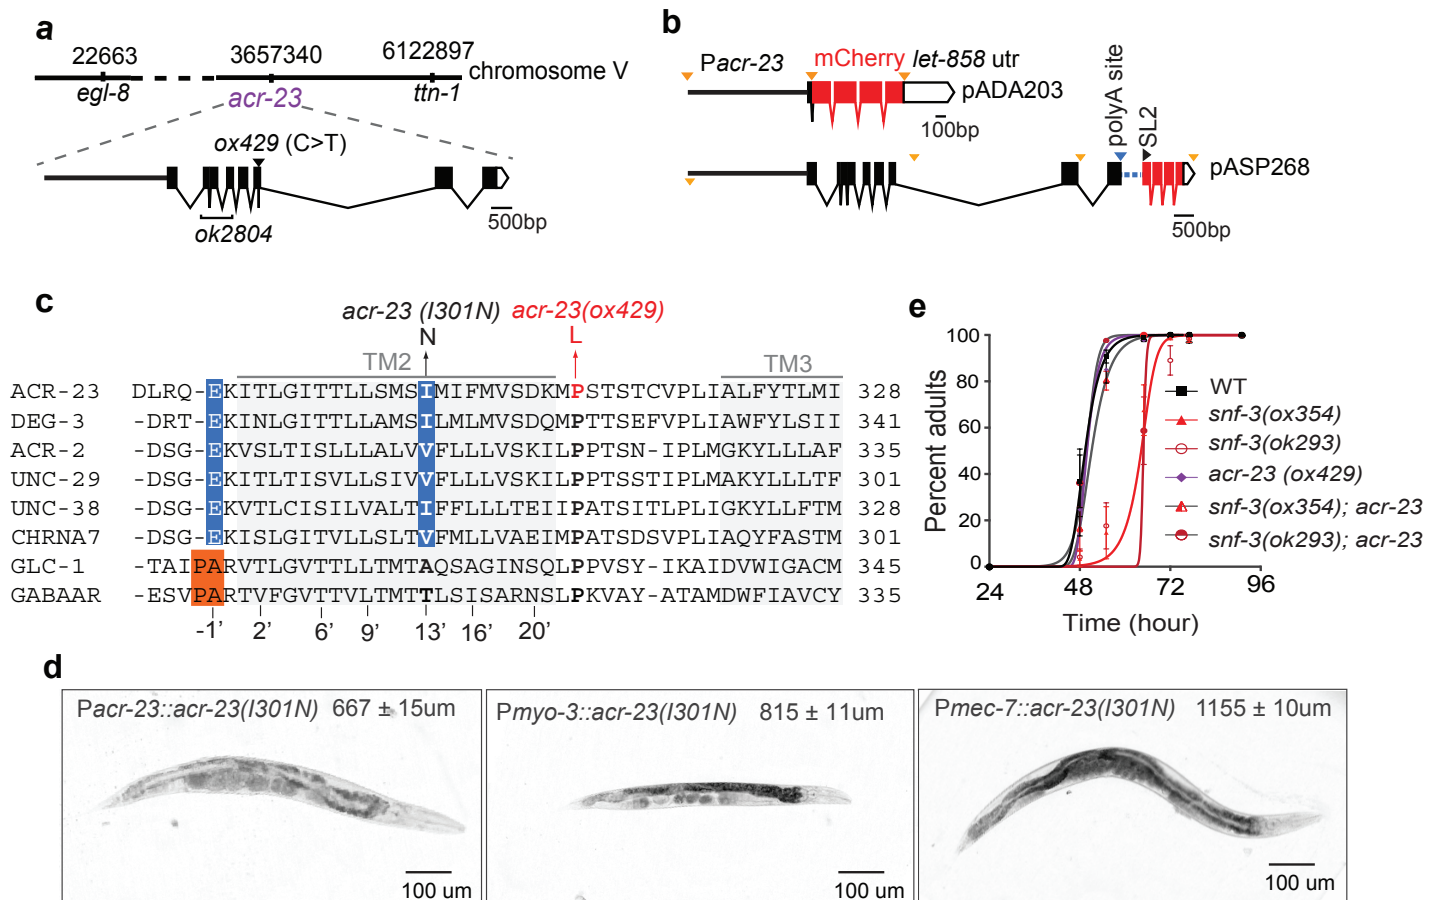 a
22663
3657340
6122897
chromosome V
egl-8
acr-23
ttn-1
ox429 (C>T)
ok2804
500bp
b
Pacr-23
mCherry
let-858 utr
pADA203
100bp
polyA site
SL2
pASP268
500bp
c
acr-23 (I301N) acr-23(ox429)
N
L
TM2
TM3
ACR-23 DLRQ-EKITLGITTLLSMSIMIFMVSDKMPSTSTCVPLIALFYTLMI 328
DEG-3 -DRT-EKINLGITTLLAMSILMLMVSDQMPTTSEFVPLIAWFYLSII 341
ACR-2 -DSG-EKVSLTISLLLALVVFLLLVSKILPPTSN-IPLMGKYLLLAF 335
UNC-29 -DSG-EKITLTISVLLSIVVFLLLVSKILPPTSSTIPLMAKYLLLTF 301
UNC-38 -DSG-EKVTLCISILVALTIFFLLLTEIIPATSITLPLIGKYLLFTM 328
CHRNA7 -DSG-EKISLGITVLLSLTVFMLLVAEIMPATSDSVPLIAQYFASTM 301
GLC-1 -TAIPARVTLGVTTLLTMTAQSAGINSQLPPVSY-IKAIDVWIGACM 345
GABAAR -ESVPARTVFGVTTVLTMTTLSISARNSLPKVAY-ATAMDWFIAVCY 335
-1’ 2’ 6’ 9’ 13’ 16’ 20’
e
Percent adults
100
80
60
40
20
0
24 48 72 96
Time (hour)
WT
snf-3(ox354)
snf-3(ok293)
acr-23 (ox429)
snf-3(ox354); acr-23
snf-3(ok293); acr-23
d
Pacr-23::acr-23(I301N) 667 ± 15um
100 um
Pmyo-3::acr-23(I301N) 815 ± 11um
100 um
Pmec-7::acr-23(I301N) 1155 ± 10um
100 um